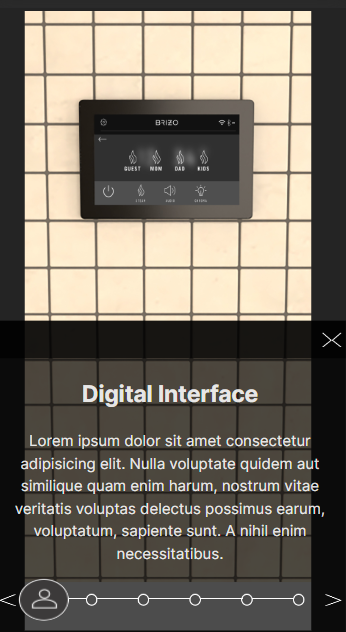 BRIZO
GUEST MOM DAD KIDS
STEAM AUDIO CHROMA
Digital Interface
Lorem ipsum dolor sit amet consectetur
adipisicing elit. Nulla voluptate quidem aut
similique quam enim harum, nostrum vitae
veritatis voluptas delectus possimus earum,
voluptatum, sapiente sunt. A nihil enim
necessitatibus.